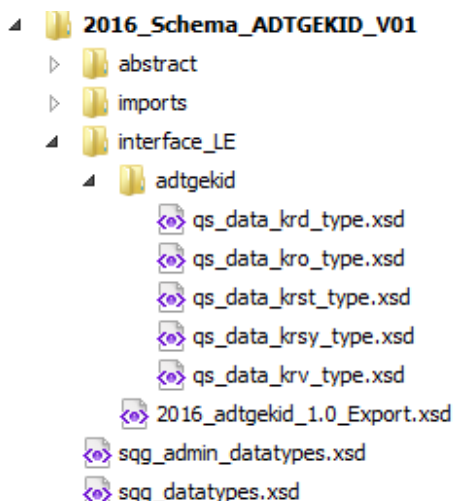 2016_Schema_ADTGEKID_V01
abstract
imports
interface_LE
adtgekid
qs_data_krd_type.xsd
qs_data_kro_type.xsd
qs_data_krst_type.xsd
qs_data_krsy_type.xsd
qs_data_krv_type.xsd
2016_adtgekid_1.0_Export.xsd
sqg_admin_datatypes.xsd
sqg_datatypes.xsd